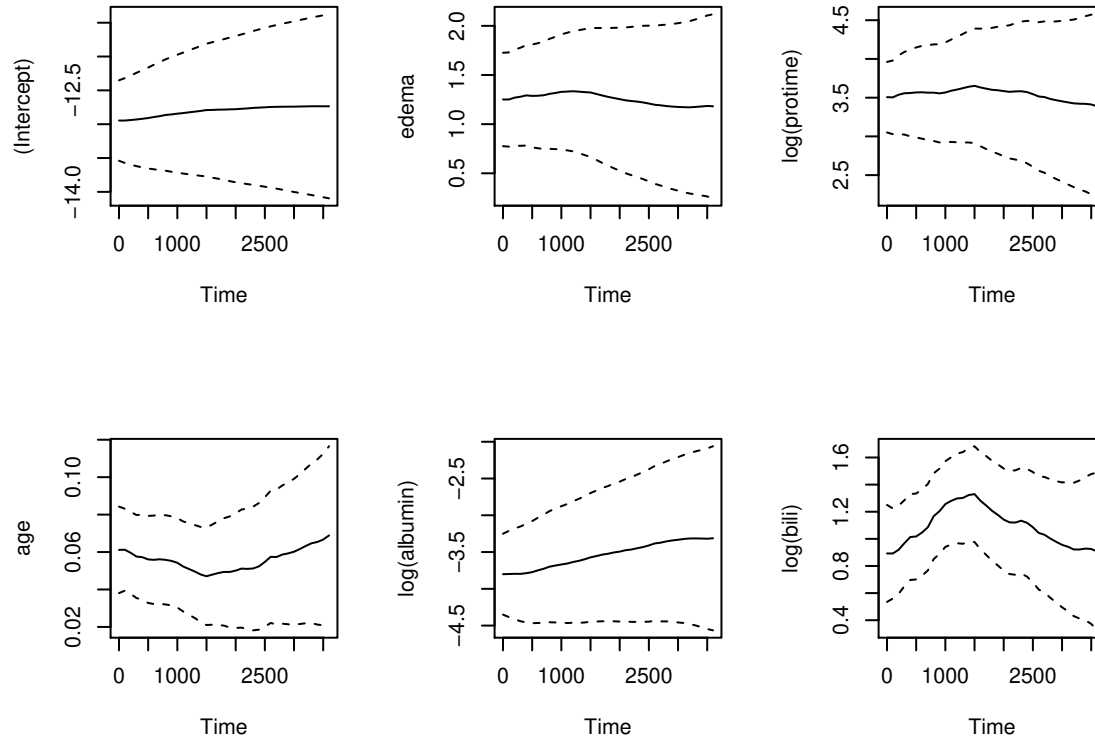 (Intercept)
-12.5
-14.0
0 1000 2500
Time
edema
2.0
1.5
1.0
0.5
0 1000 2500
Time
log(protime)
4.5
3.5
2.5
0 1000 2500
Time
age
0.10
0.06
0.02
0 1000 2500
Time
log(albumin)
-2.5
-3.5
-4.5
0 1000 2500
Time
log(bili)
1.6
1.2
0.8
0.4
0 1000 2500
Time